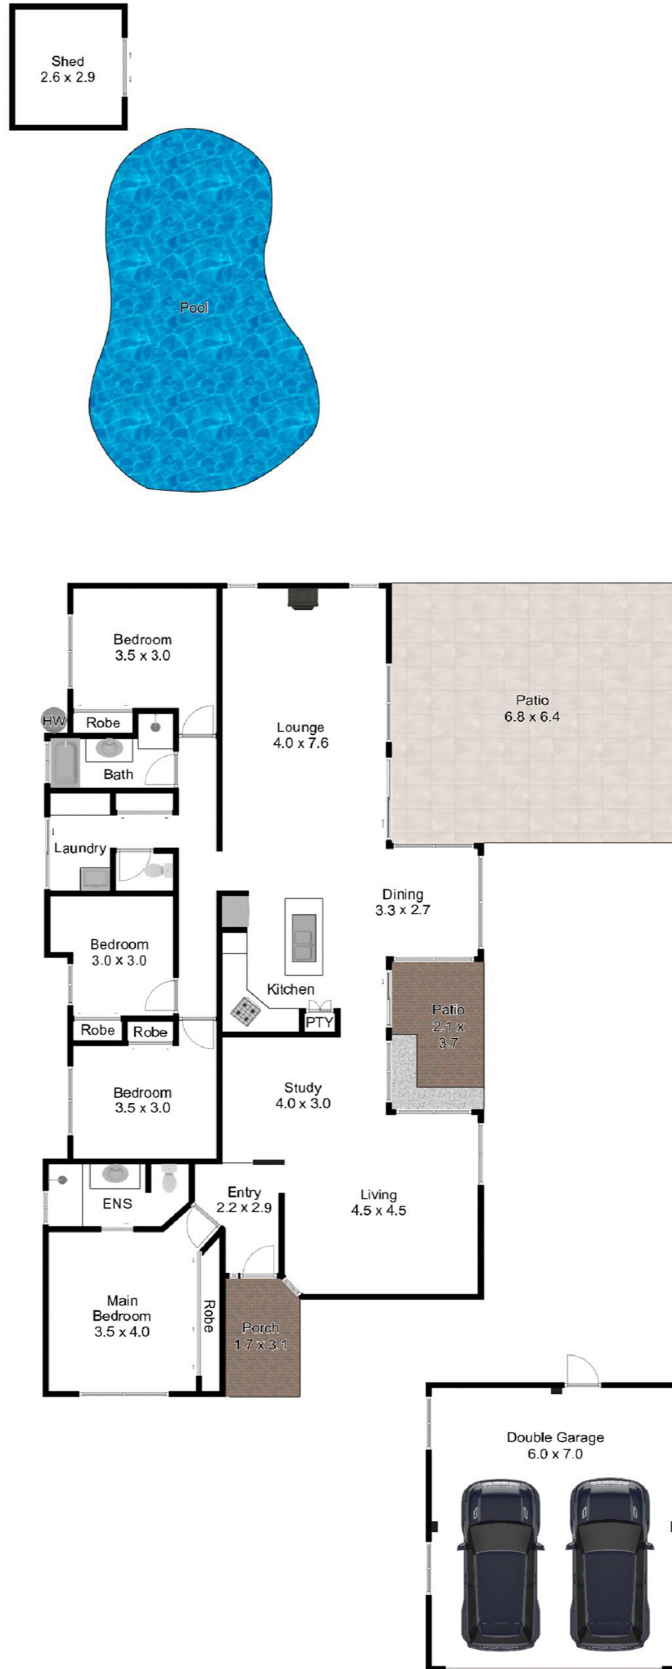 Shed
2.6 x 2.9
Pool
Bedroom
3.5 x 3.0
Lounge
4.0 x 7.6
Patio
6.8 x 6.4
HW
Robe
Bath
Laundry
Dining
3.3 x 2.7
Bedroom
3.0 x 3.0
Kitchen
PTY
Patio
2.1 x
3.7
Robe
Robe
Bedroom
3.5 x 3.0
Study
4.0 x 3.0
ENS
Entry
2.2 x 2.9
Living
4.5 x 4.5
Main
Bedroom
3.5 x 4.0
Robe
Porch
1.7 x 3.1
Double Garage
6.0 x 7.0